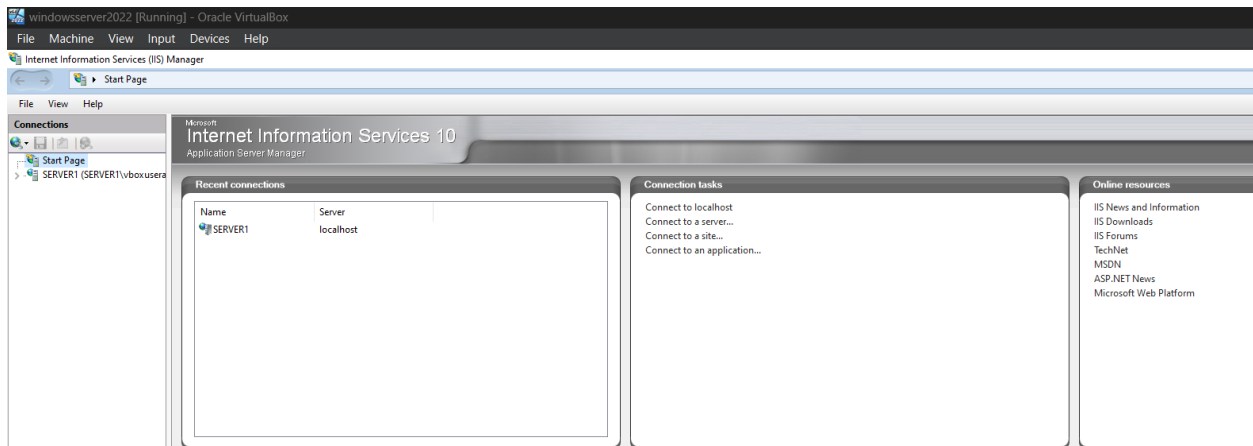 windowsserver2022 [Running] - Oracle VirtualBox
File Machine View Input Devices Help
Internet Information Services (IIS) Manager
Start Page
File View Help
Connections
Start Page
SERVER1 (SERVER1\vboxusera
Microsoft
Internet Information Services 10
Application Server Manager
Recent connections
Name Server
SERVER1 localhost
Connection tasks
Connect to localhost
Connect to a server...
Connect to a site...
Connect to an application...
Online resources
IIS News and Information
IIS Downloads
IIS Forums
TechNet
MSDN
ASP.NET News
Microsoft Web Platform